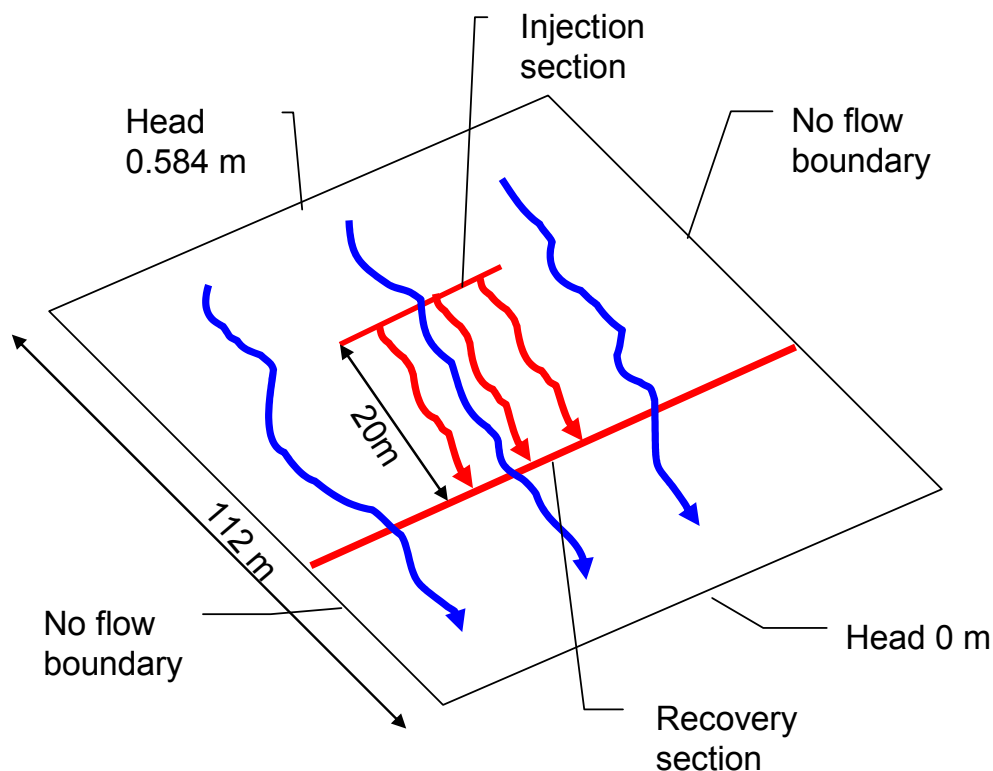 Injection
section
Head
0.584 m
No flow
boundary
20m
112 m
No flow
boundary
Head 0 m
Recovery
section